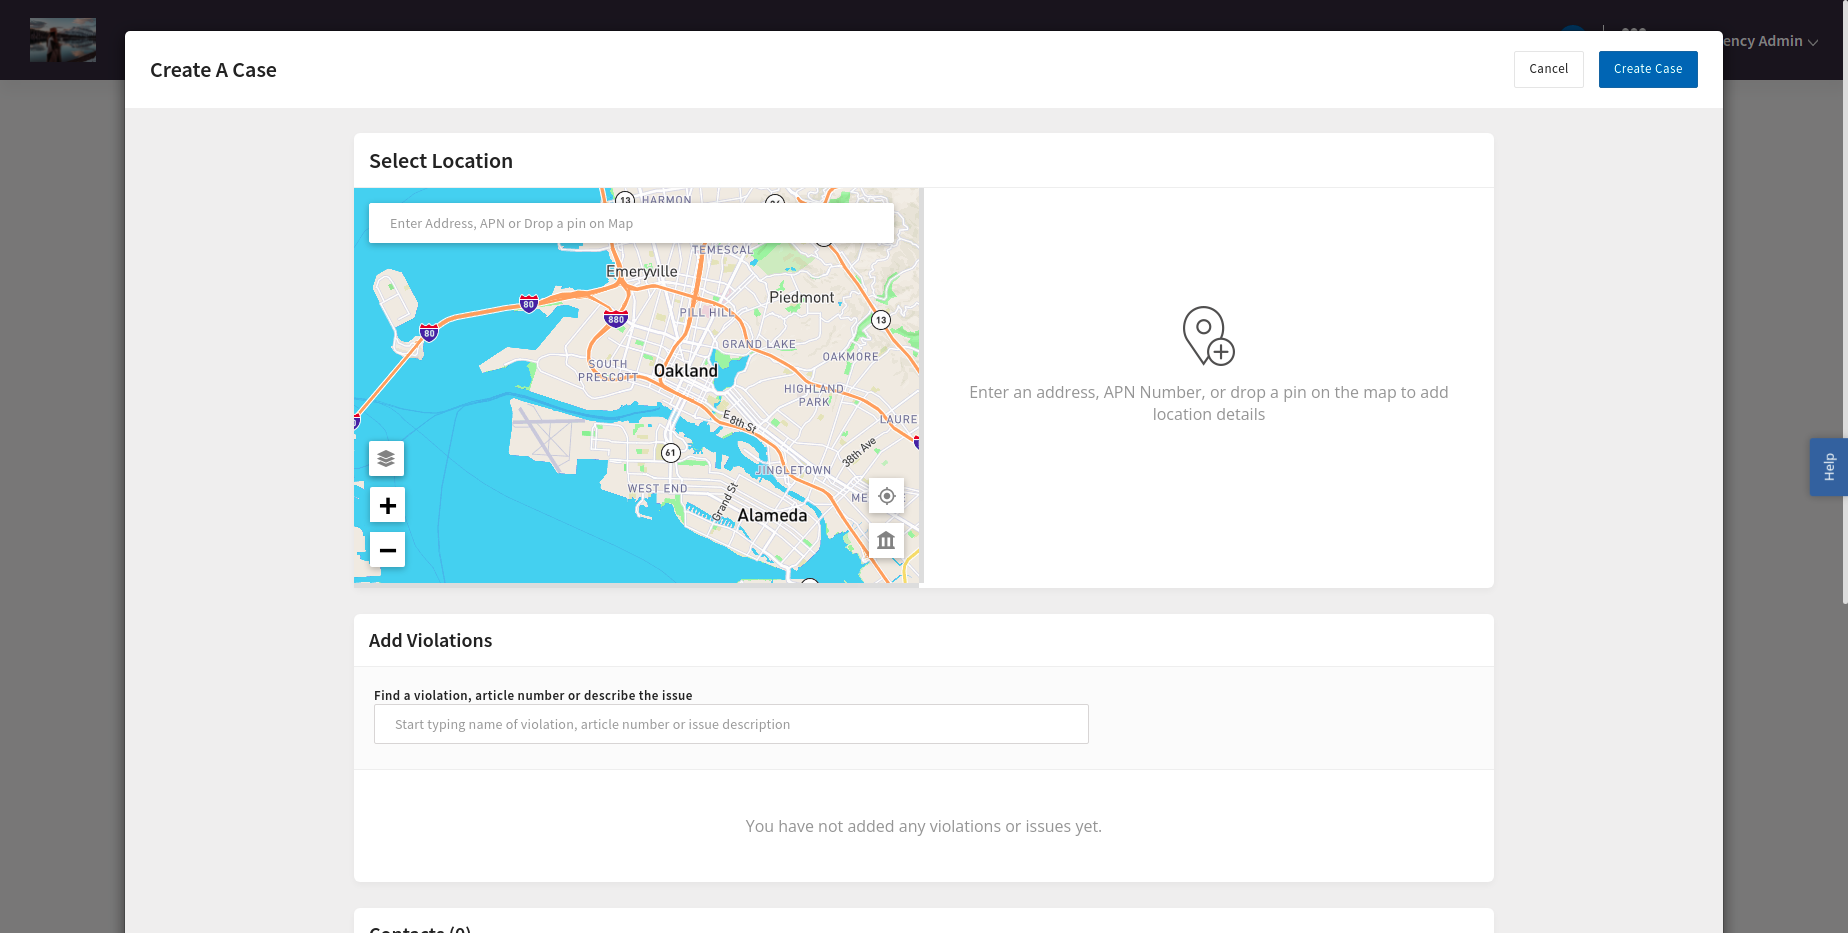 ency Admin
Create A Case
Cancel
Create Case
Select Location
13
HARMON
Enter Address, APN or Drop a pin on Map
TEMESCAL
Emeryville
Piedmont
80
880
PILL HILL
13
80
GRAND LAKE
OAKMORE
SOUTH
PRESCOTT
Oakland
HIGHLAND
PARK
E 8th St
LAURE
38th Ave
61
JINGLETOWN
WEST END
Grand St
ME
Alameda
Enter an address, APN Number, or drop a pin on the map to add
location details
Help
Add Violations
Find a violation, article number or describe the issue
Start typing name of violation, article number or issue description
You have not added any violations or issues yet.
Contacts (0)